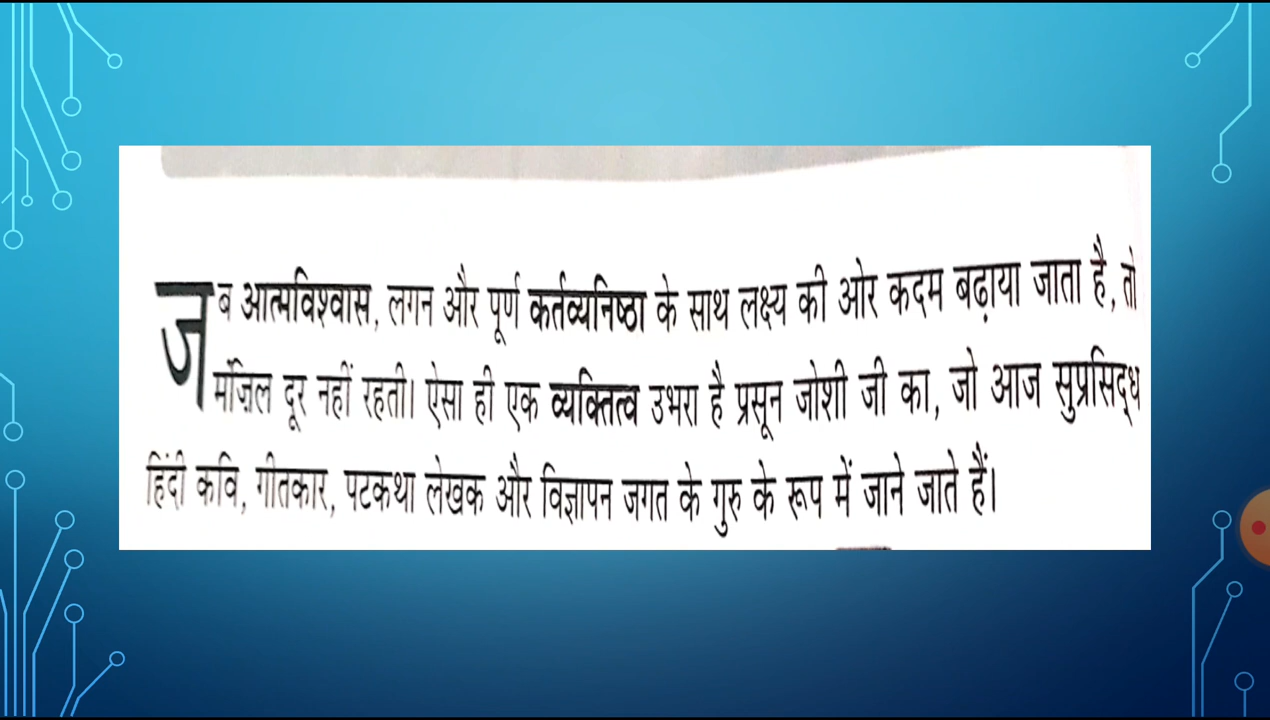 जब आत्मविश्वास, लगन और पूर्ण कर्तव्यनिष्ठा के साथ लक्ष्य की ओर कदम बढ़ाया जाता है, तो
मंज़िल दूर नहीं रहती। ऐसा ही एक व्यक्तित्व उभरा है प्रसून जोशी जी का, जो आज सुप्रसिद्ध
हिंदी कवि, गीतकार, पटकथा लेखक और विज्ञापन जगत के गुरु के रूप में जाने जाते हैं।